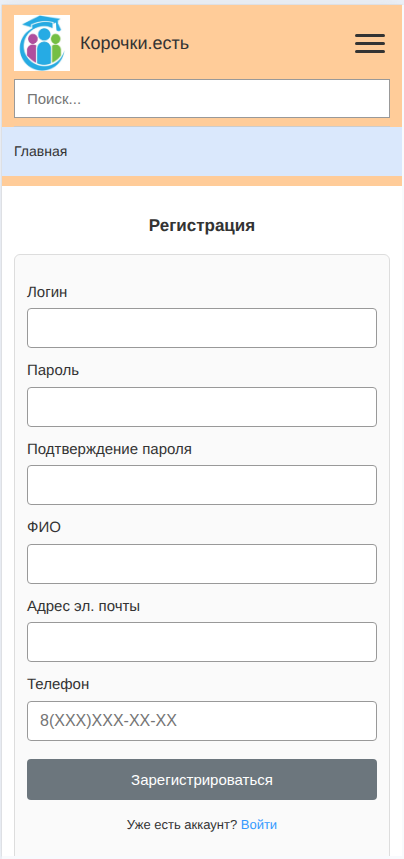 Корочки.есть
Поиск...
Главная
Регистрация
Логин
Пароль
Подтверждение пароля
ФИО
Адрес эл. почты
Телефон
8(XXX)XXX-XX-XX
Зарегистрироваться
Уже есть аккаунт? Войти